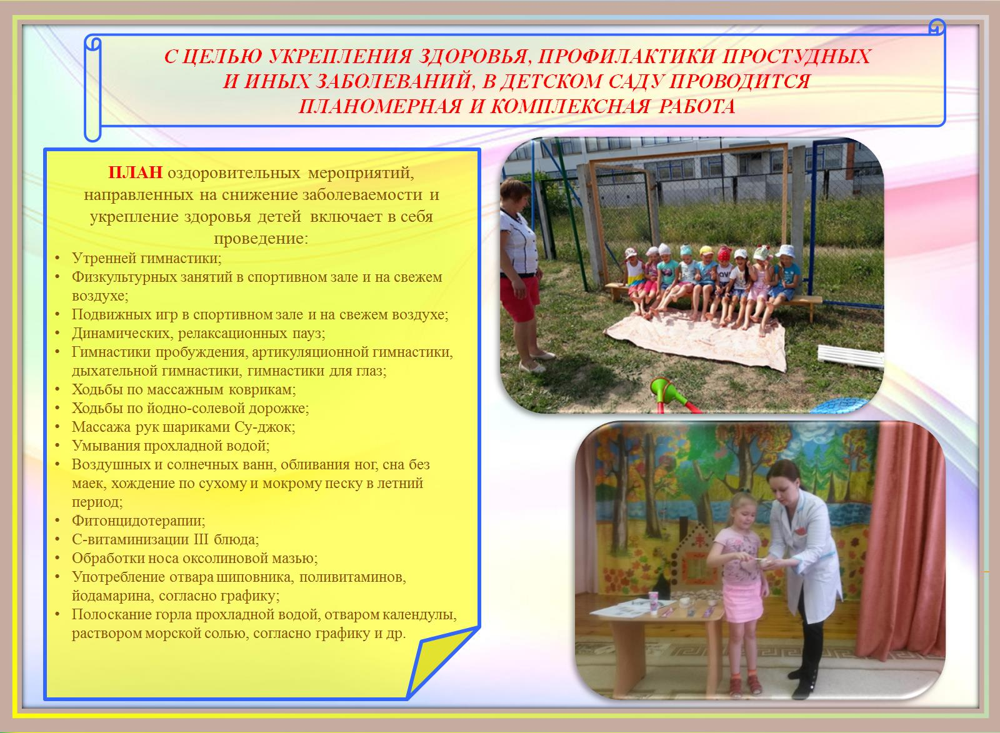 С ЦЕЛЬЮ УКРЕПЛЕНИЯ ЗДОРОВЬЯ, ПРОФИЛАКТИКИ ПРОСТУДНЫХ
И ИНЫХ ЗАБОЛЕВАНИЙ, В ДЕТСКОМ САДУ ПРОВОДИТСЯ
ПЛАНОМЕРНАЯ И КОМПЛЕКСНАЯ РАБОТА
ПЛАН оздоровительных мероприятий,
направленных на снижение заболеваемости и
укрепление здоровья детей включает в себя
проведение:
• Утренней гимнастики;
• Физкультурных занятий в спортивном зале и на свежем
воздухе;
• Подвижных игр в спортивном зале и на свежем воздухе;
• Динамических, релаксационных пауз;
• Гимнастики пробуждения, артикуляционной гимнастики,
дыхательной гимнастики, гимнастики для глаз;
• Ходьбы по массажным коврикам;
• Ходьбы по йодно-солевой дорожке;
• Массажа рук шариками Су-джок;
• Умывания прохладной водой;
• Воздушных и солнечных ванн, обливания ног, сна без
маек, хождение по сухому и мокрому песку в летний
период;
• Фитонцидотерапии;
• С-витаминизации III блюда;
• Обработки носа оксолиновой мазью;
• Употребление отвара шиповника, поливитаминов,
йодамарина, согласно графику;
• Полоскание горла прохладной водой, отваром календулы,
раствором морской солью, согласно графику и др.